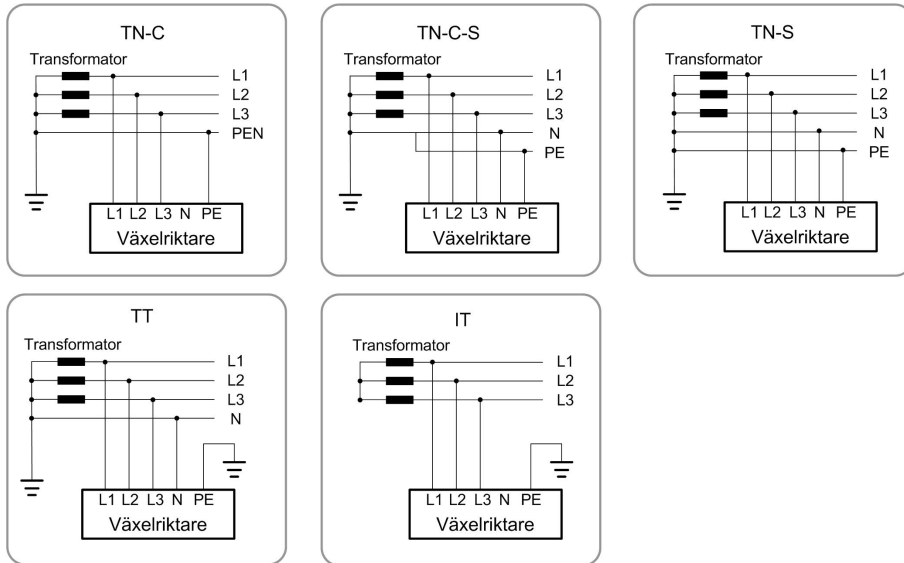 TN-C
Transformator
L1
L2
L3
PEN
L1 L2 L3 N PE
Växelriktare
TN-C-S
Transformator
L1
L2
L3
N
PE
L1 L2 L3 N PE
Växelriktare
TN-S
Transformator
L1
L2
L3
N
PE
L1 L2 L3 N PE
Växelriktare
TT
Transformator
L1
L2
L3
N
L1 L2 L3 N PE
Växelriktare
IT
Transformator
L1
L2
L3
L1 L2 L3 N PE
Växelriktare